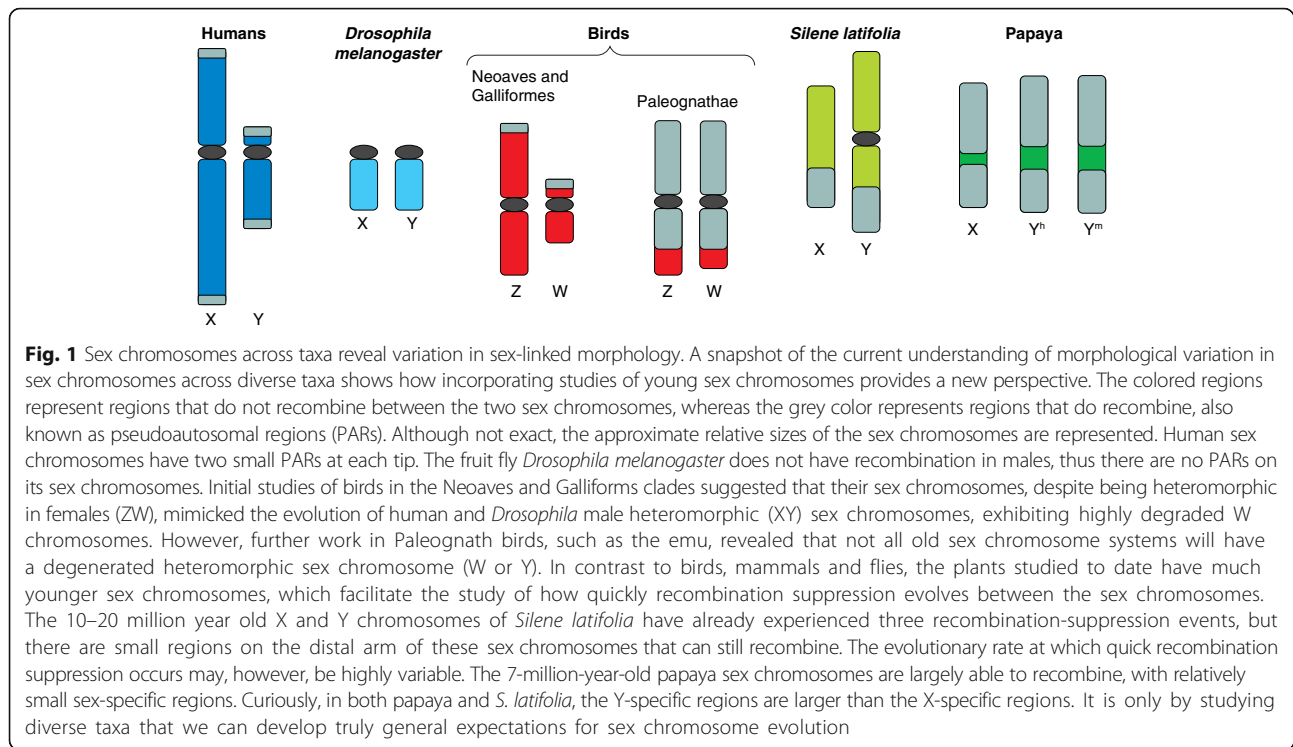 Humans
Drosophila
melanogaster
Birds
Silene latifolia
Papaya
Neoaves and
Galliformes
Paleognathae
X Y
X Y
Z W
Z W
X Y
X Yʰ Yᵐ
Fig. 1 Sex chromosomes across taxa reveal variation in sex-linked morphology. A snapshot of the current understanding of morphological variation in
sex chromosomes across diverse taxa shows how incorporating studies of young sex chromosomes provides a new perspective. The colored regions
represent regions that do not recombine between the two sex chromosomes, whereas the grey color represents regions that do recombine, also
known as pseudoautosomal regions (PARs). Although not exact, the approximate relative sizes of the sex chromosomes are represented. Human sex
chromosomes have two small PARs at each tip. The fruit fly Drosophila melanogaster does not have recombination in males, thus there are no PARs on
its sex chromosomes. Initial studies of birds in the Neoaves and Galliforms clades suggested that their sex chromosomes, despite being heteromorphic
in females (ZW), mimicked the evolution of human and Drosophila male heteromorphic (XY) sex chromosomes, exhibiting highly degraded W
chromosomes. However, further work in Paleognath birds, such as the emu, revealed that not all old sex chromosome systems will have
a degenerated heteromorphic sex chromosome (W or Y). In contrast to birds, mammals and flies, the plants studied to date have much
younger sex chromosomes, which facilitate the study of how quickly recombination suppression evolves between the sex chromosomes.
The 10–20 million year old X and Y chromosomes of Silene latifolia have already experienced three recombination-suppression events, but
there are small regions on the distal arm of these sex chromosomes that can still recombine. The evolutionary rate at which quick recombination
suppression occurs may, however, be highly variable. The 7-million-year-old papaya sex chromosomes are largely able to recombine, with relatively
small sex-specific regions. Curiously, in both papaya and S. latifolia, the Y-specific regions are larger than the X-specific regions. It is only by studying
diverse taxa that we can develop truly general expectations for sex chromosome evolution